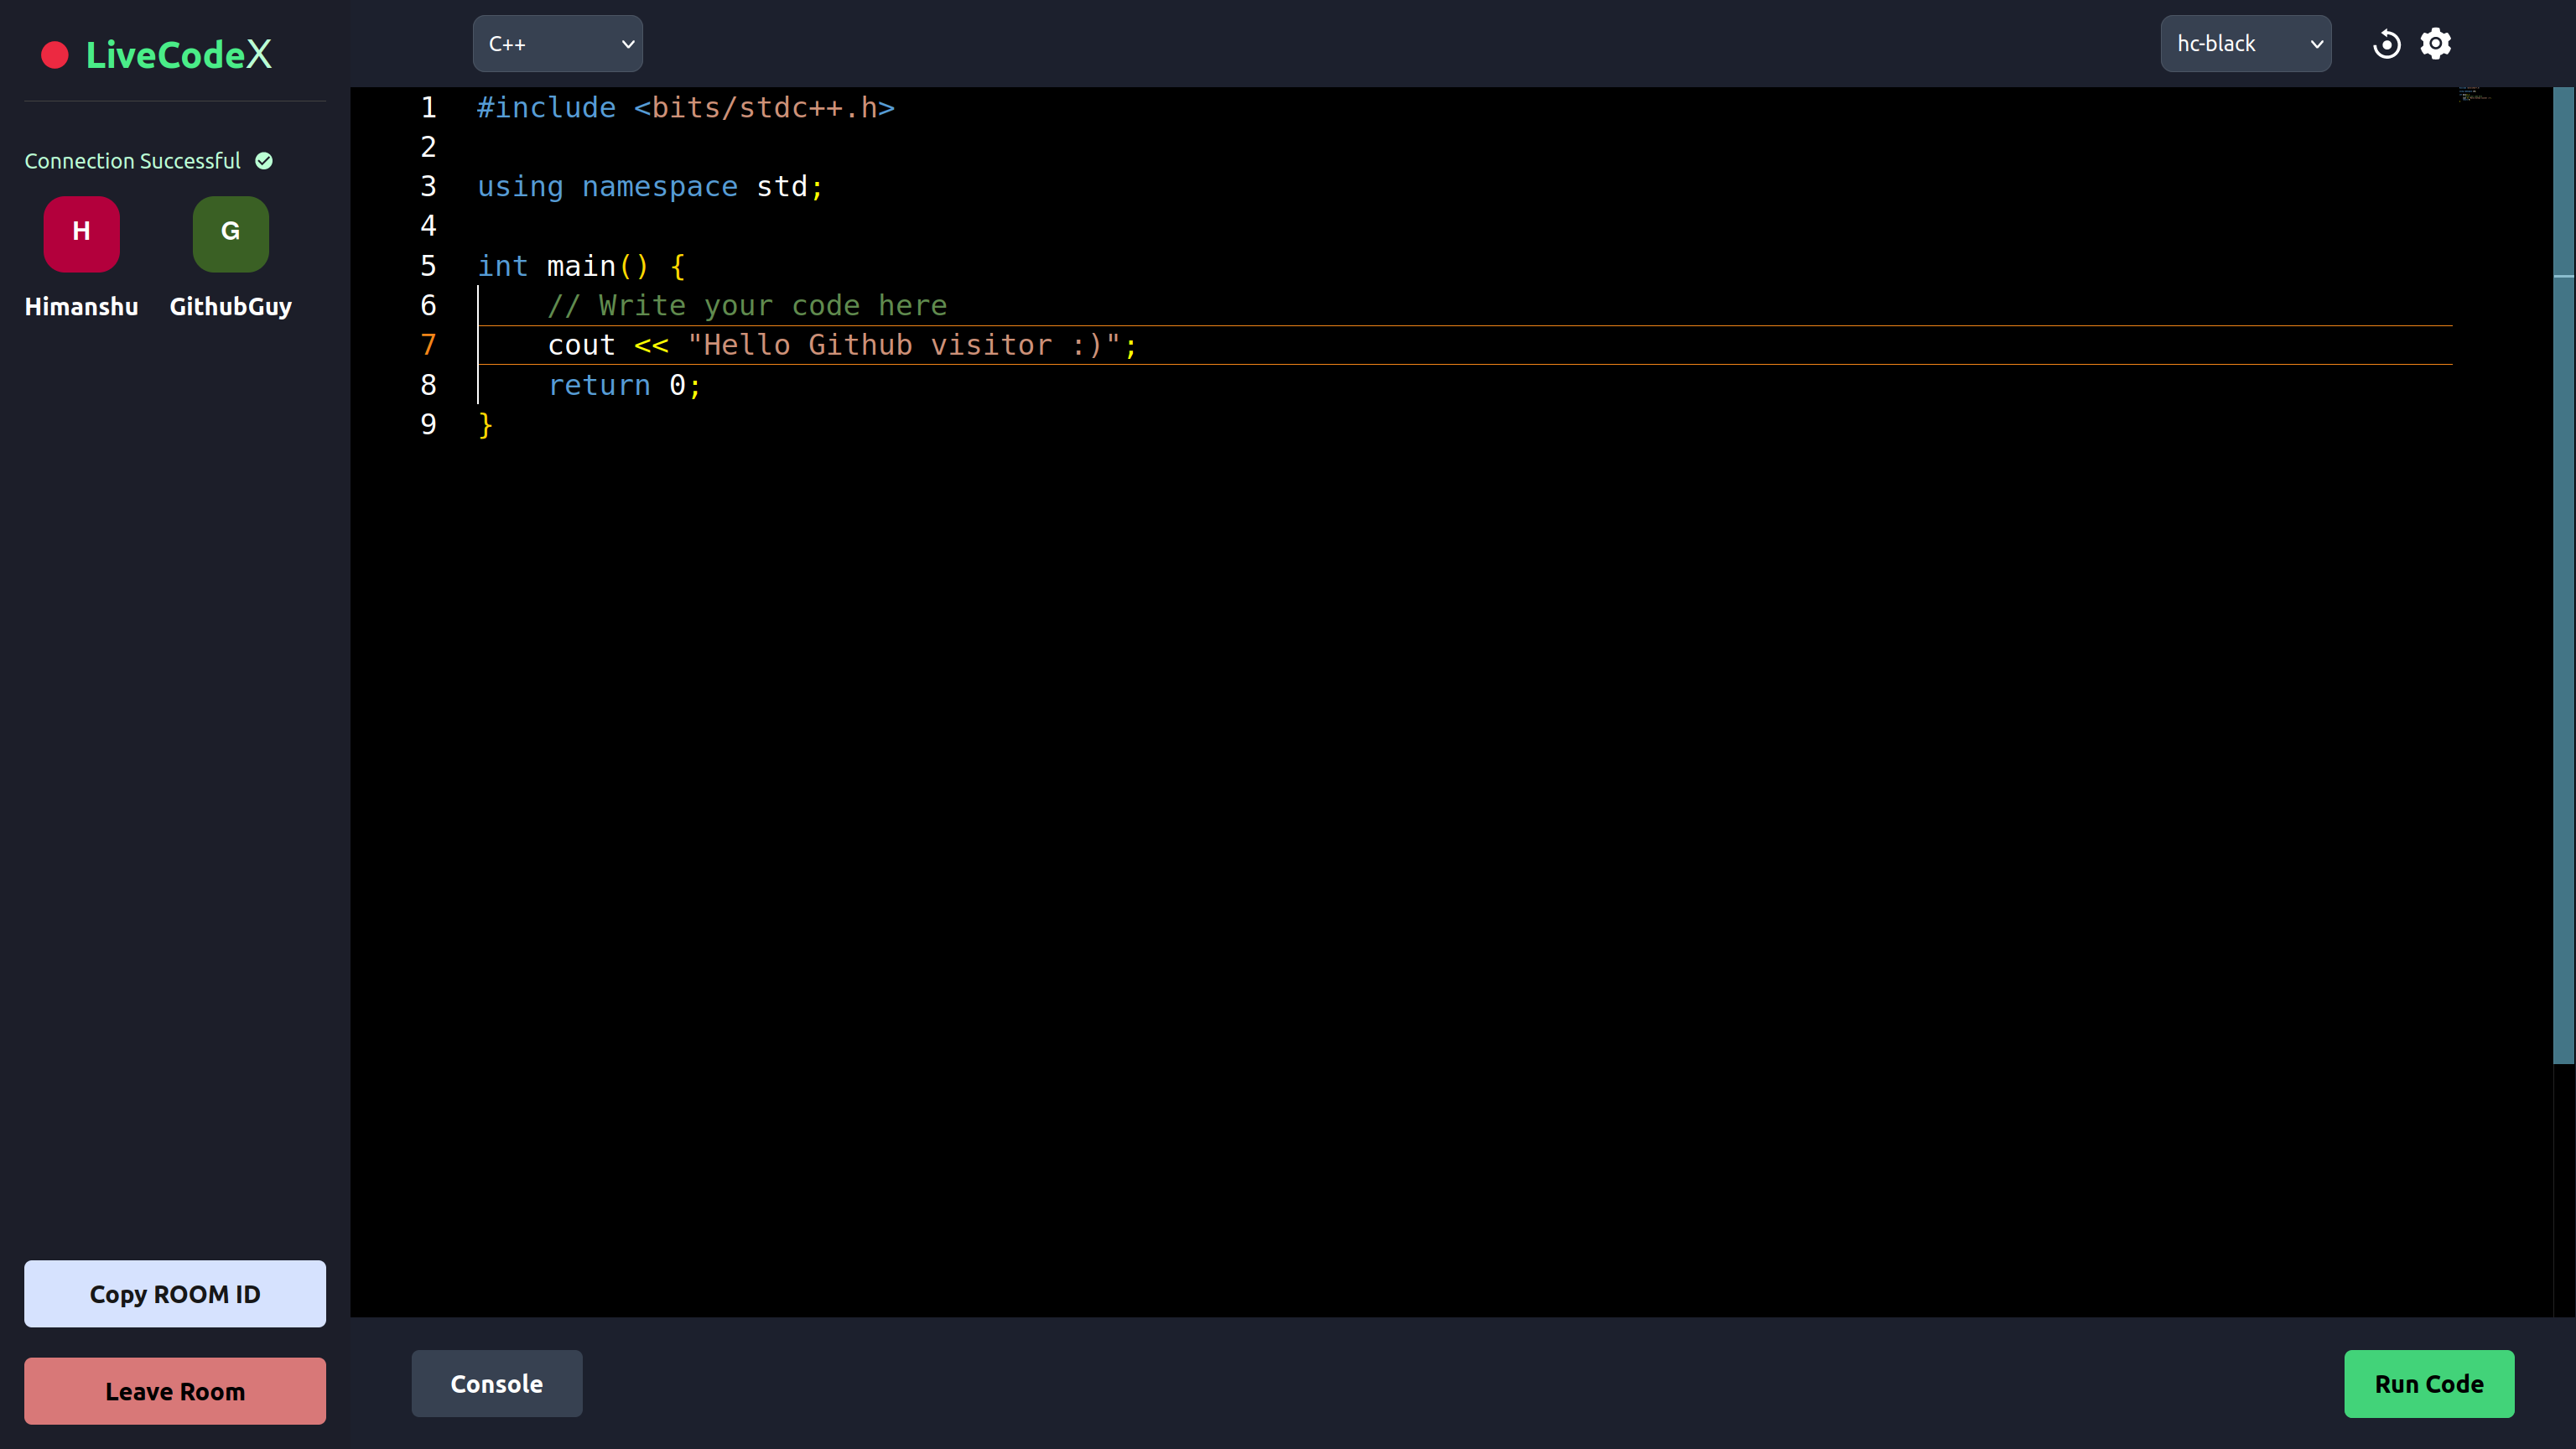 LiveCodeX
C++
hc-black
Connection Successful
H
G
Himanshu
GithubGuy
1 #include <bits/stdc++.h>
2
3 using namespace std;
4
5 int main() {
6     // Write your code here
7     cout << "Hello Github visitor :)";
8     return 0;
9 }
Copy ROOM ID
Leave Room
Console
Run Code